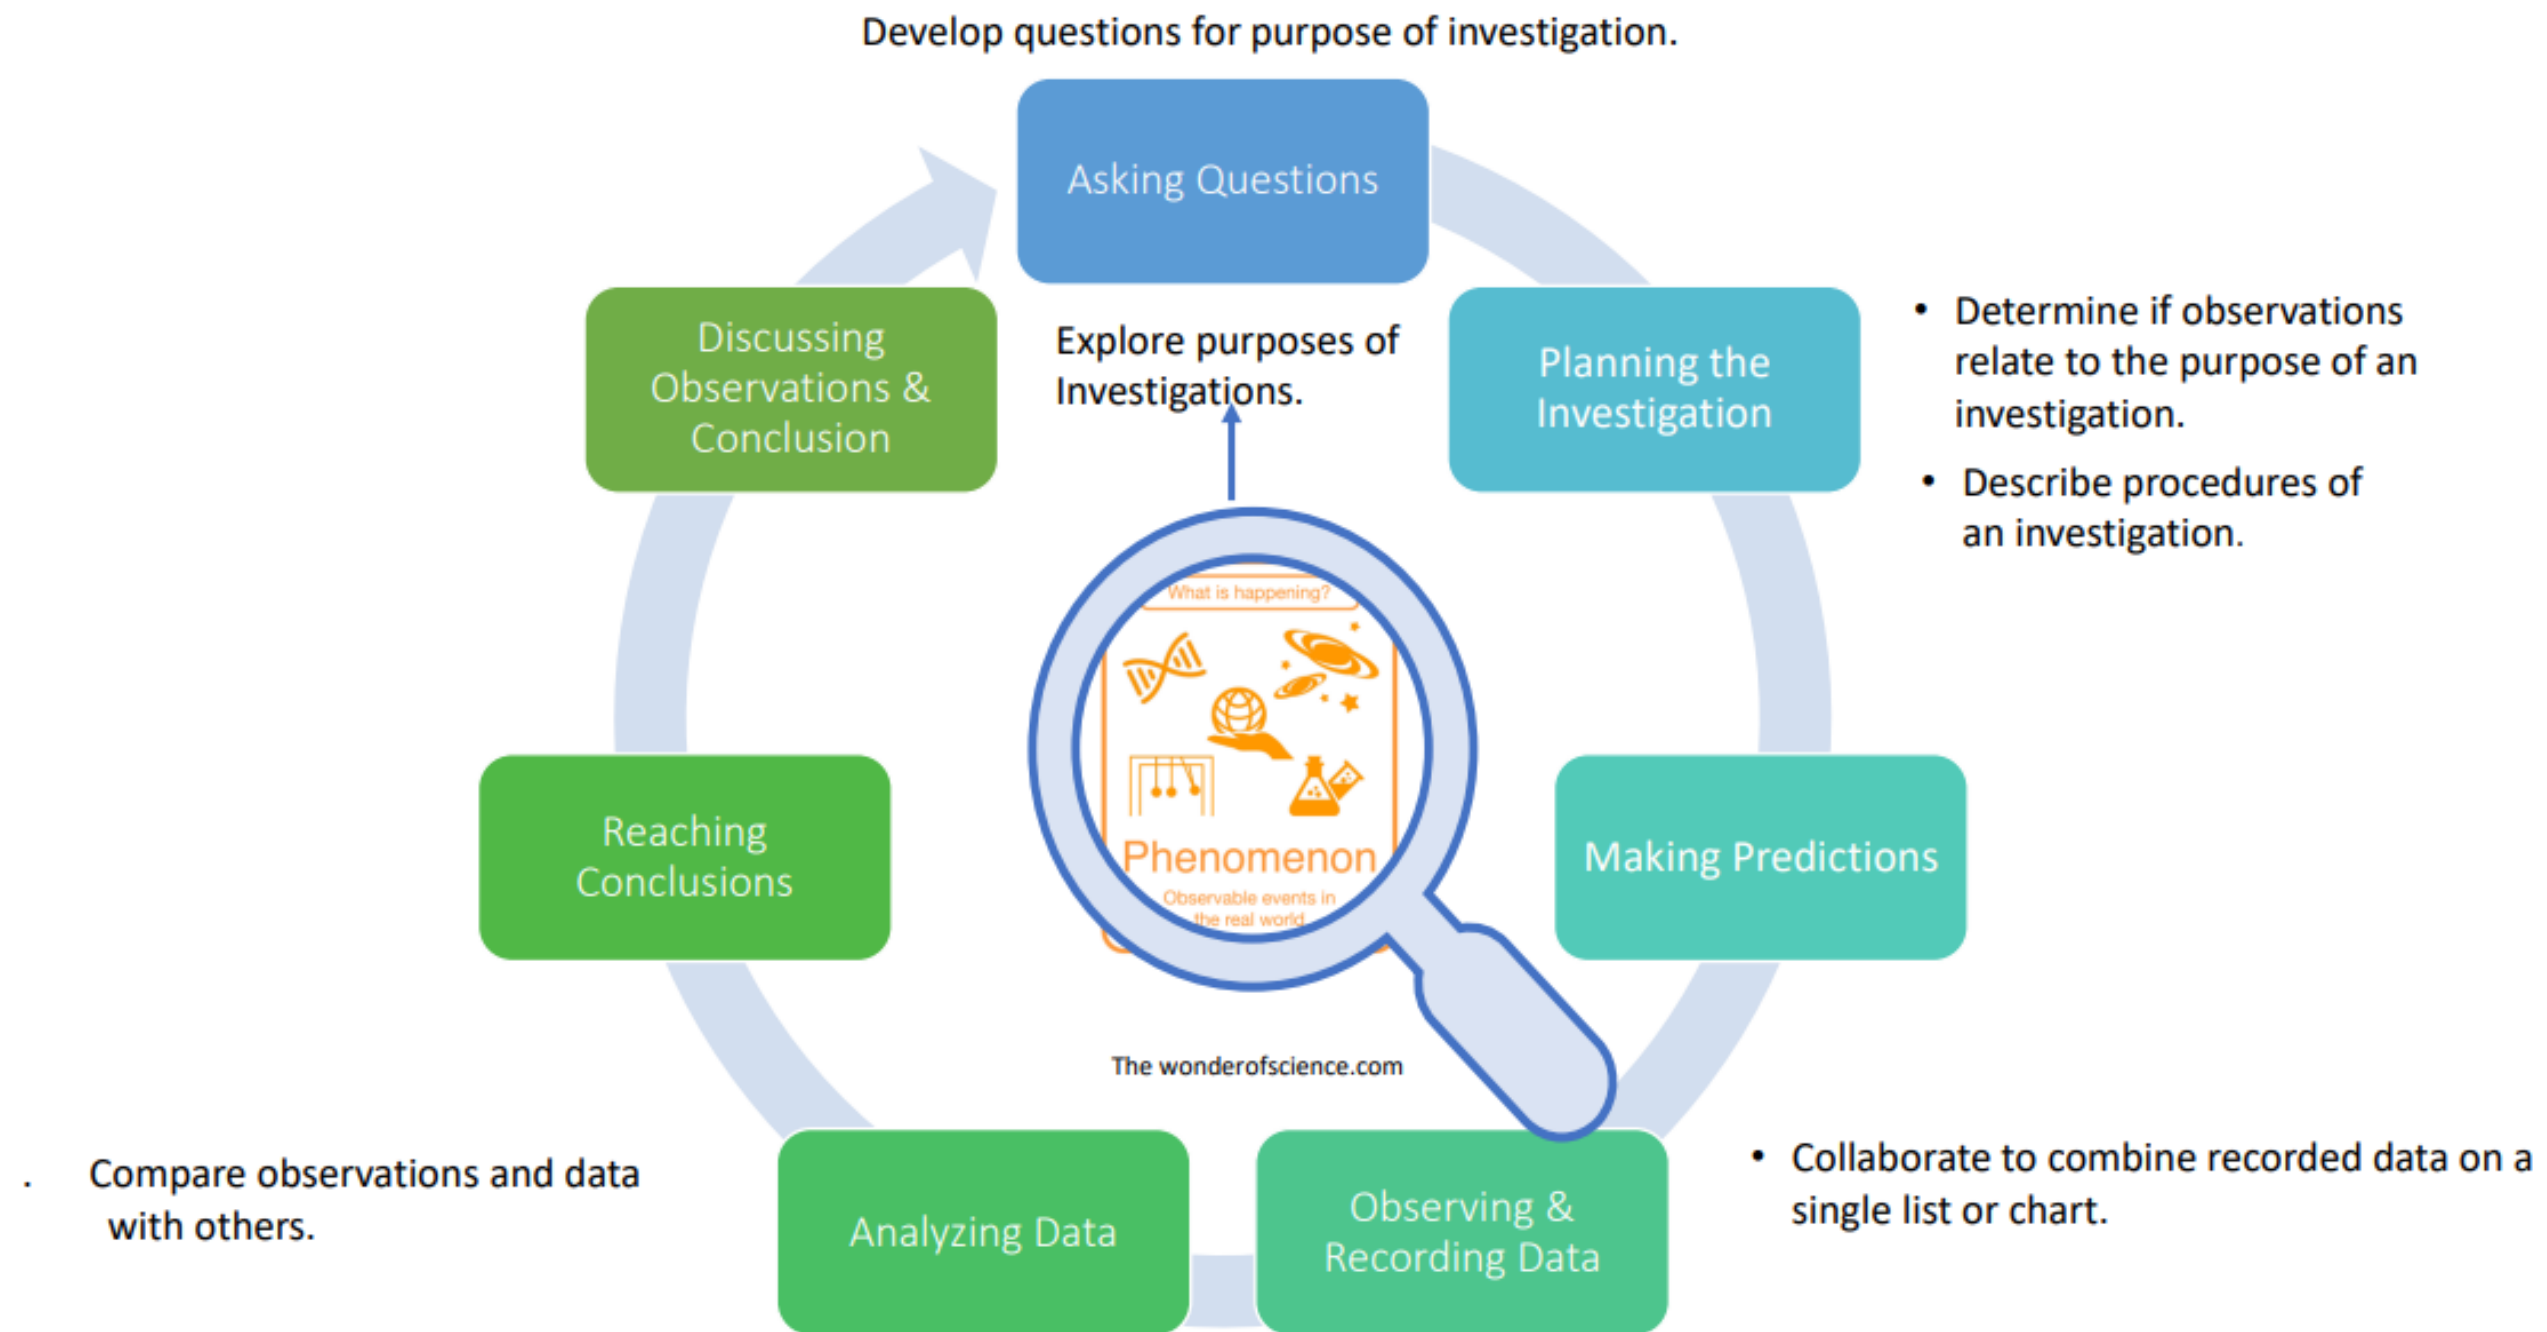 Develop questions for purpose of investigation.
Asking Questions
Explore purposes of
Investigations.
Planning the
Investigation
• Determine if observations
relate to the purpose of an
investigation.
• Describe procedures of
an investigation.
Making Predictions
Observing &
Recording Data
• Collaborate to combine recorded data on a
single list or chart.
Analyzing Data
. Compare observations and data
with others.
Reaching
Conclusions
Discussing
Observations &
Conclusion
What is happening?
Phenomenon
Observable events in
the real world
The wonderofscience.com